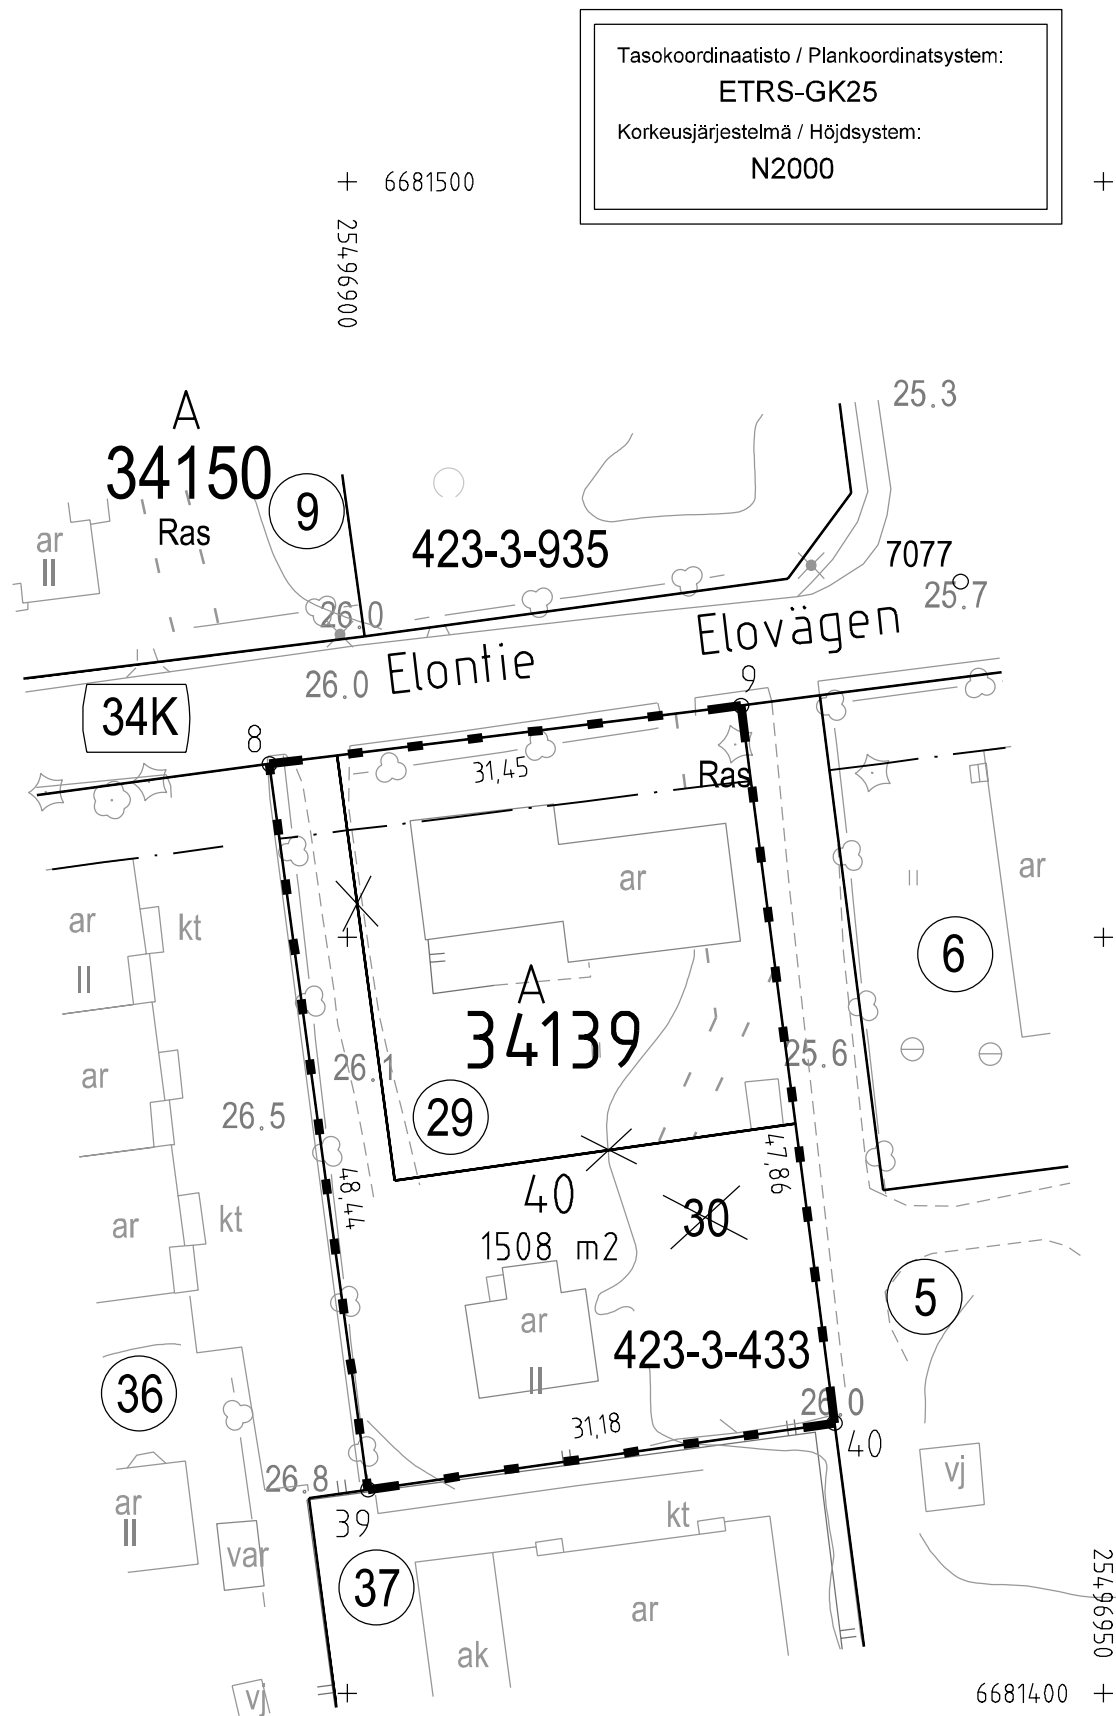 Tasokoordinaatisto / Plankoordinatsystem:
ETRS-GK25
Korkeusjärjestelmä / Höjdsystem:
N2000
6681500
25496900
25.3
A
34150
Ras
9
ar
II
423-3-935
7077
25.7
26.0
Elontie
Elovägen
26.0
34K
8
9
31,45
Ras
ar
ar
II
kt
ar
6
A
34139
26.1
25.6
ar
26.5
29
47,86
48,44
40
1508 m2
30
ar
kt
5
ar
II
423-3-433
36
26.0
31,18
40
26.8
vj
39
ar
II
var
kt
37
ar
ak
vj
25496950
6681400